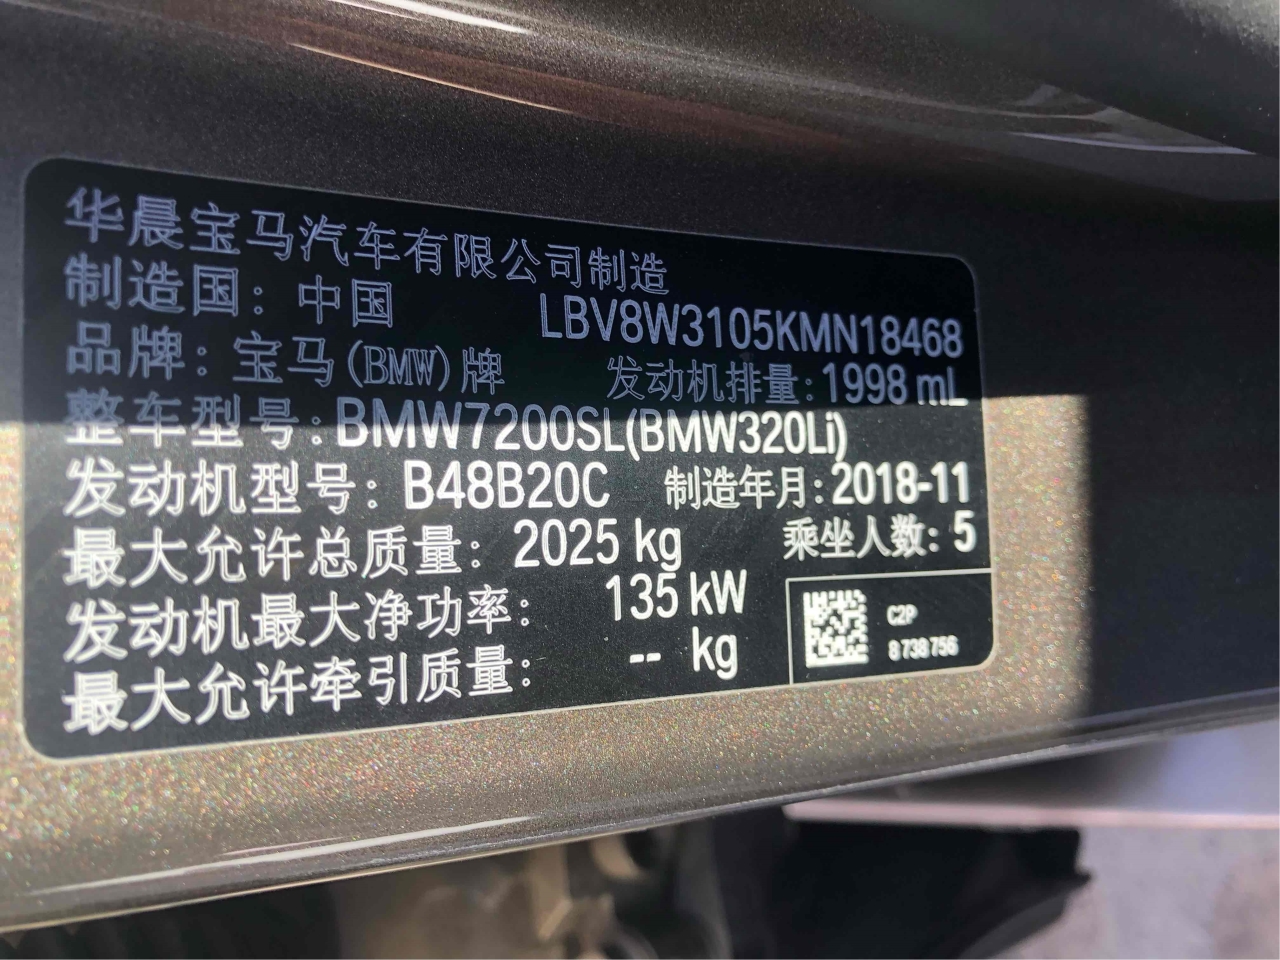 华晨宝马汽车有限公司制造
制造国：中国 LBV8W3105KMN18468
品牌：宝马(BMW)牌 发动机排量：1998 mL
整车型号：BMW7200SL(BMW320Li)
发动机型号：B48B20C 制造年月：2018-11
最大允许总质量：2025 kg 乘坐人数：5
发动机最大净功率：135 kW
最大允许牵引质量：-- kg
C2P
8738756